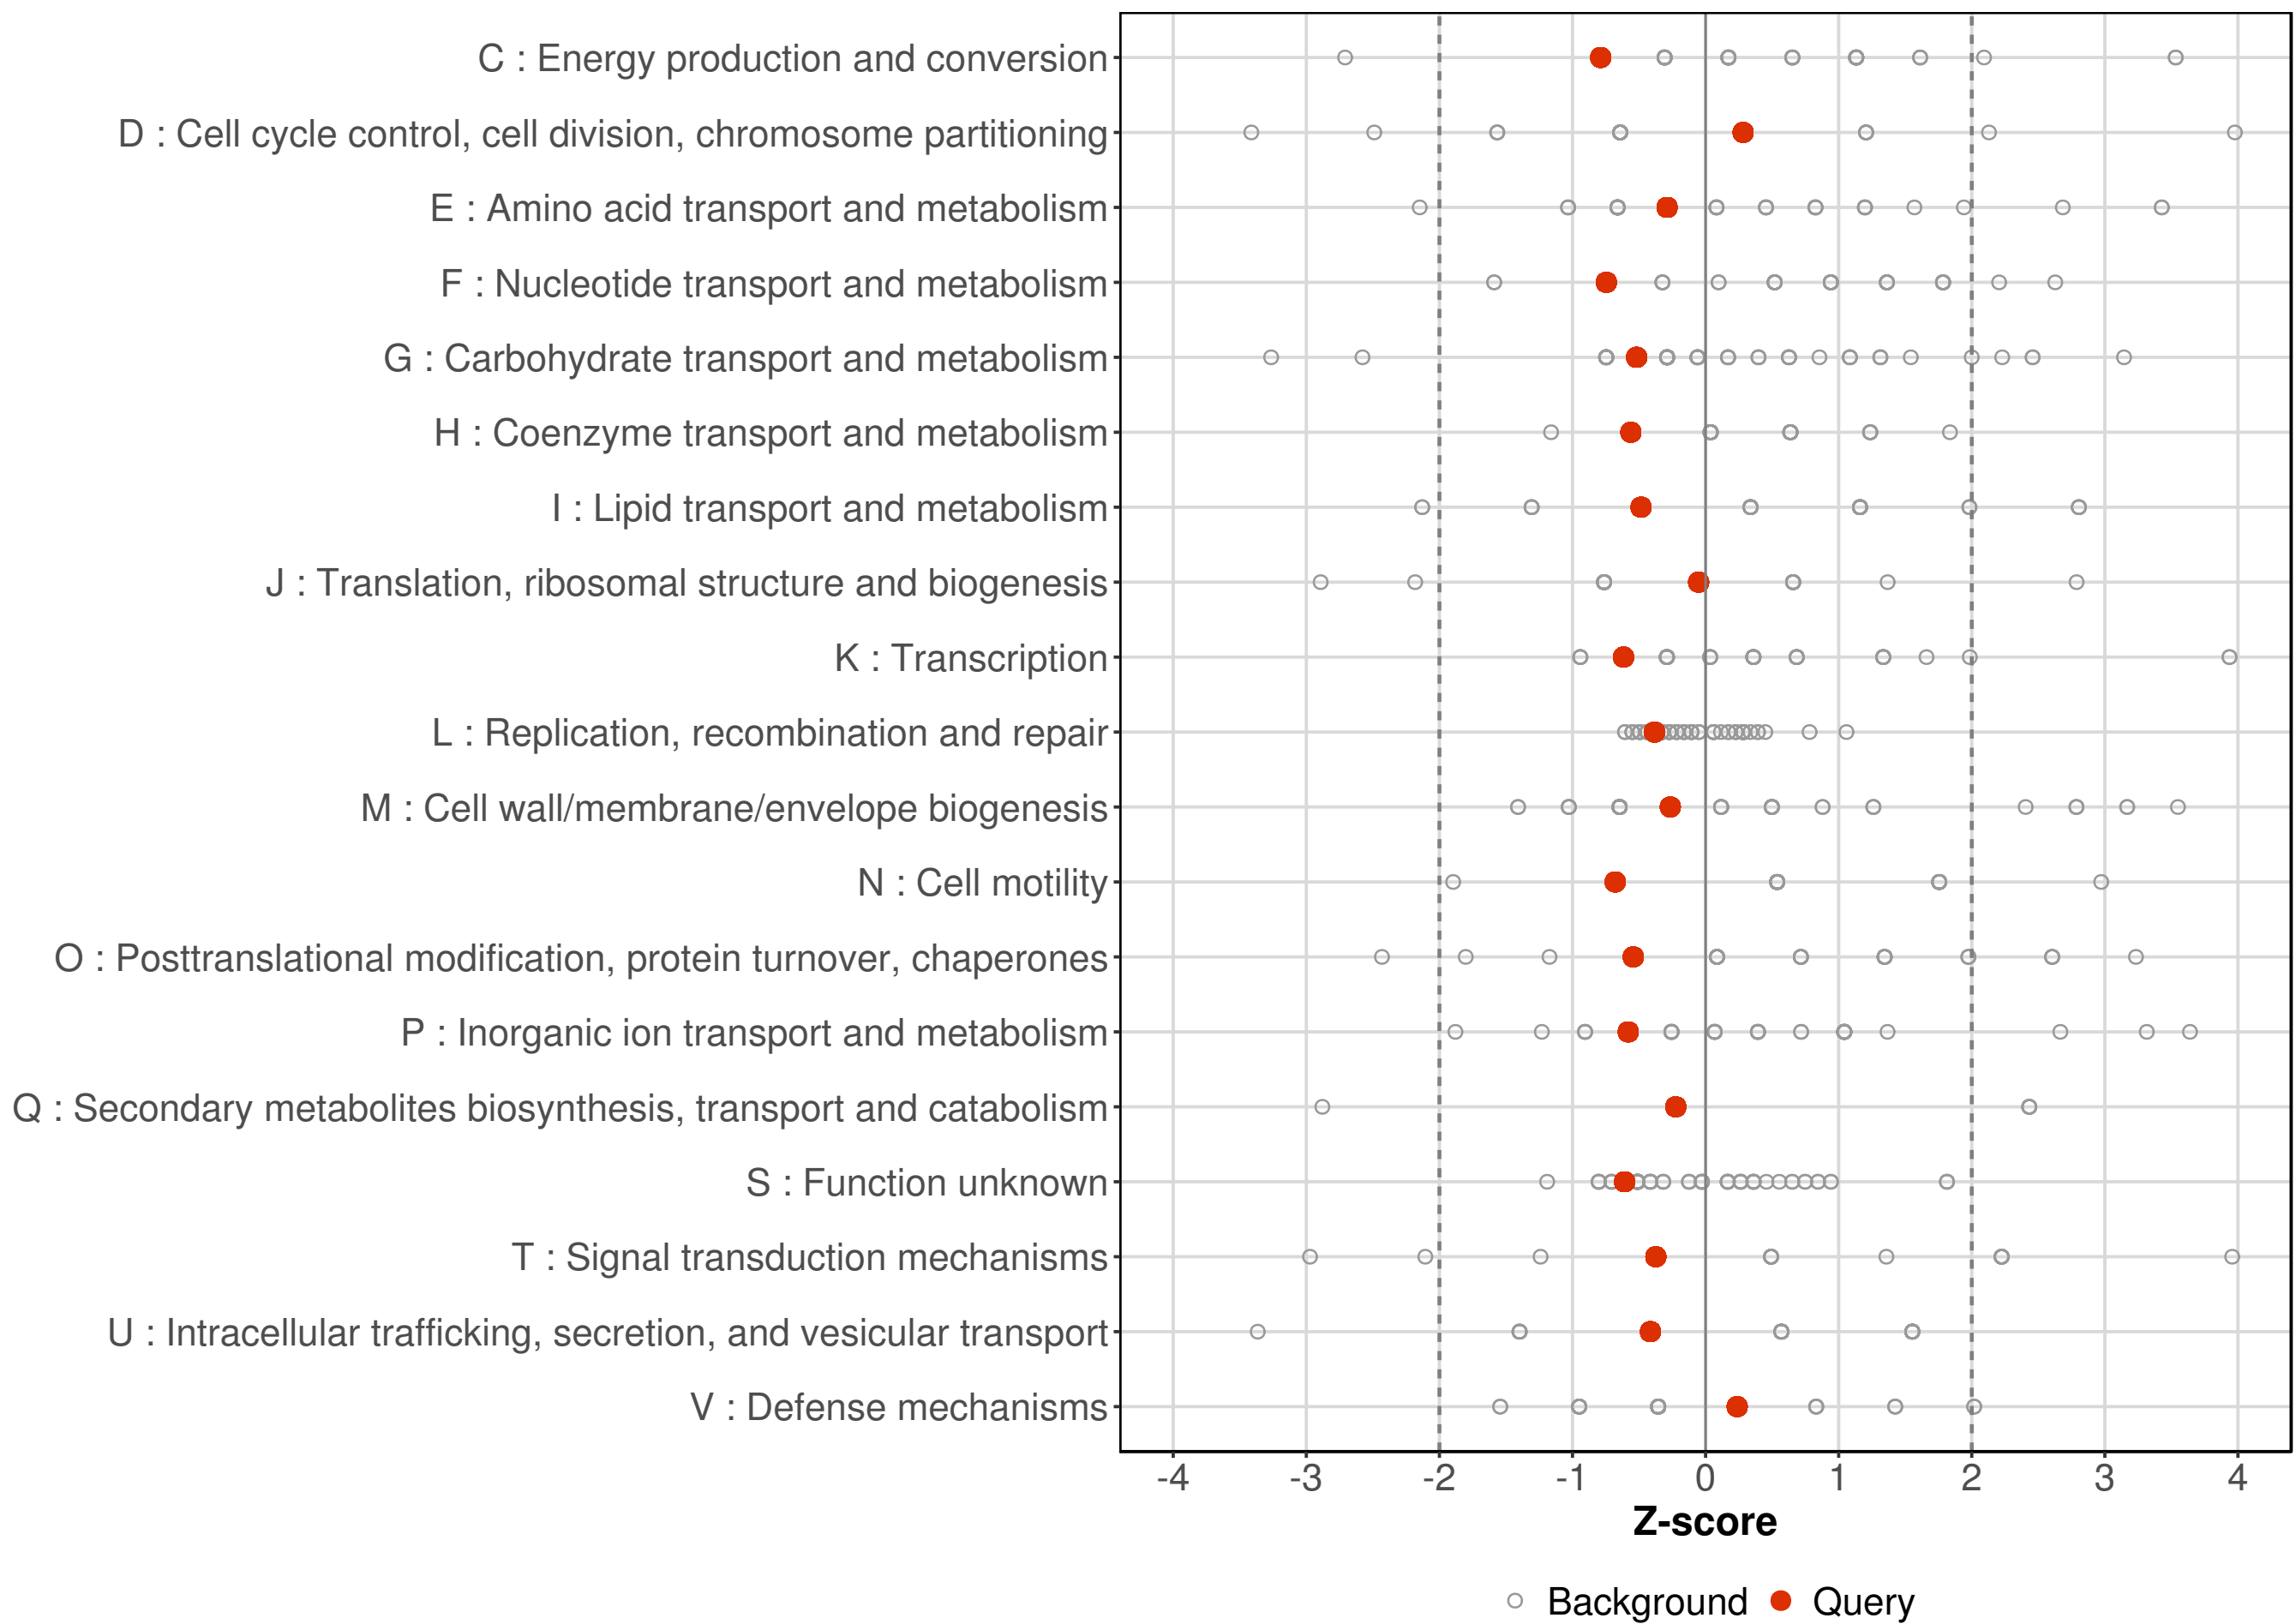 C : Energy production and conversion
D : Cell cycle control, cell division, chromosome partitioning
E : Amino acid transport and metabolism
F : Nucleotide transport and metabolism
G : Carbohydrate transport and metabolism
H : Coenzyme transport and metabolism
I : Lipid transport and metabolism
J : Translation, ribosomal structure and biogenesis
K : Transcription
L : Replication, recombination and repair
M : Cell wall/membrane/envelope biogenesis
N : Cell motility
O : Posttranslational modification, protein turnover, chaperones
P : Inorganic ion transport and metabolism
Q : Secondary metabolites biosynthesis, transport and catabolism
S : Function unknown
T : Signal transduction mechanisms
U : Intracellular trafficking, secretion, and vesicular transport
V : Defense mechanisms
-4 -3 -2 -1 0 1 2 3 4
Z-score
Background Query